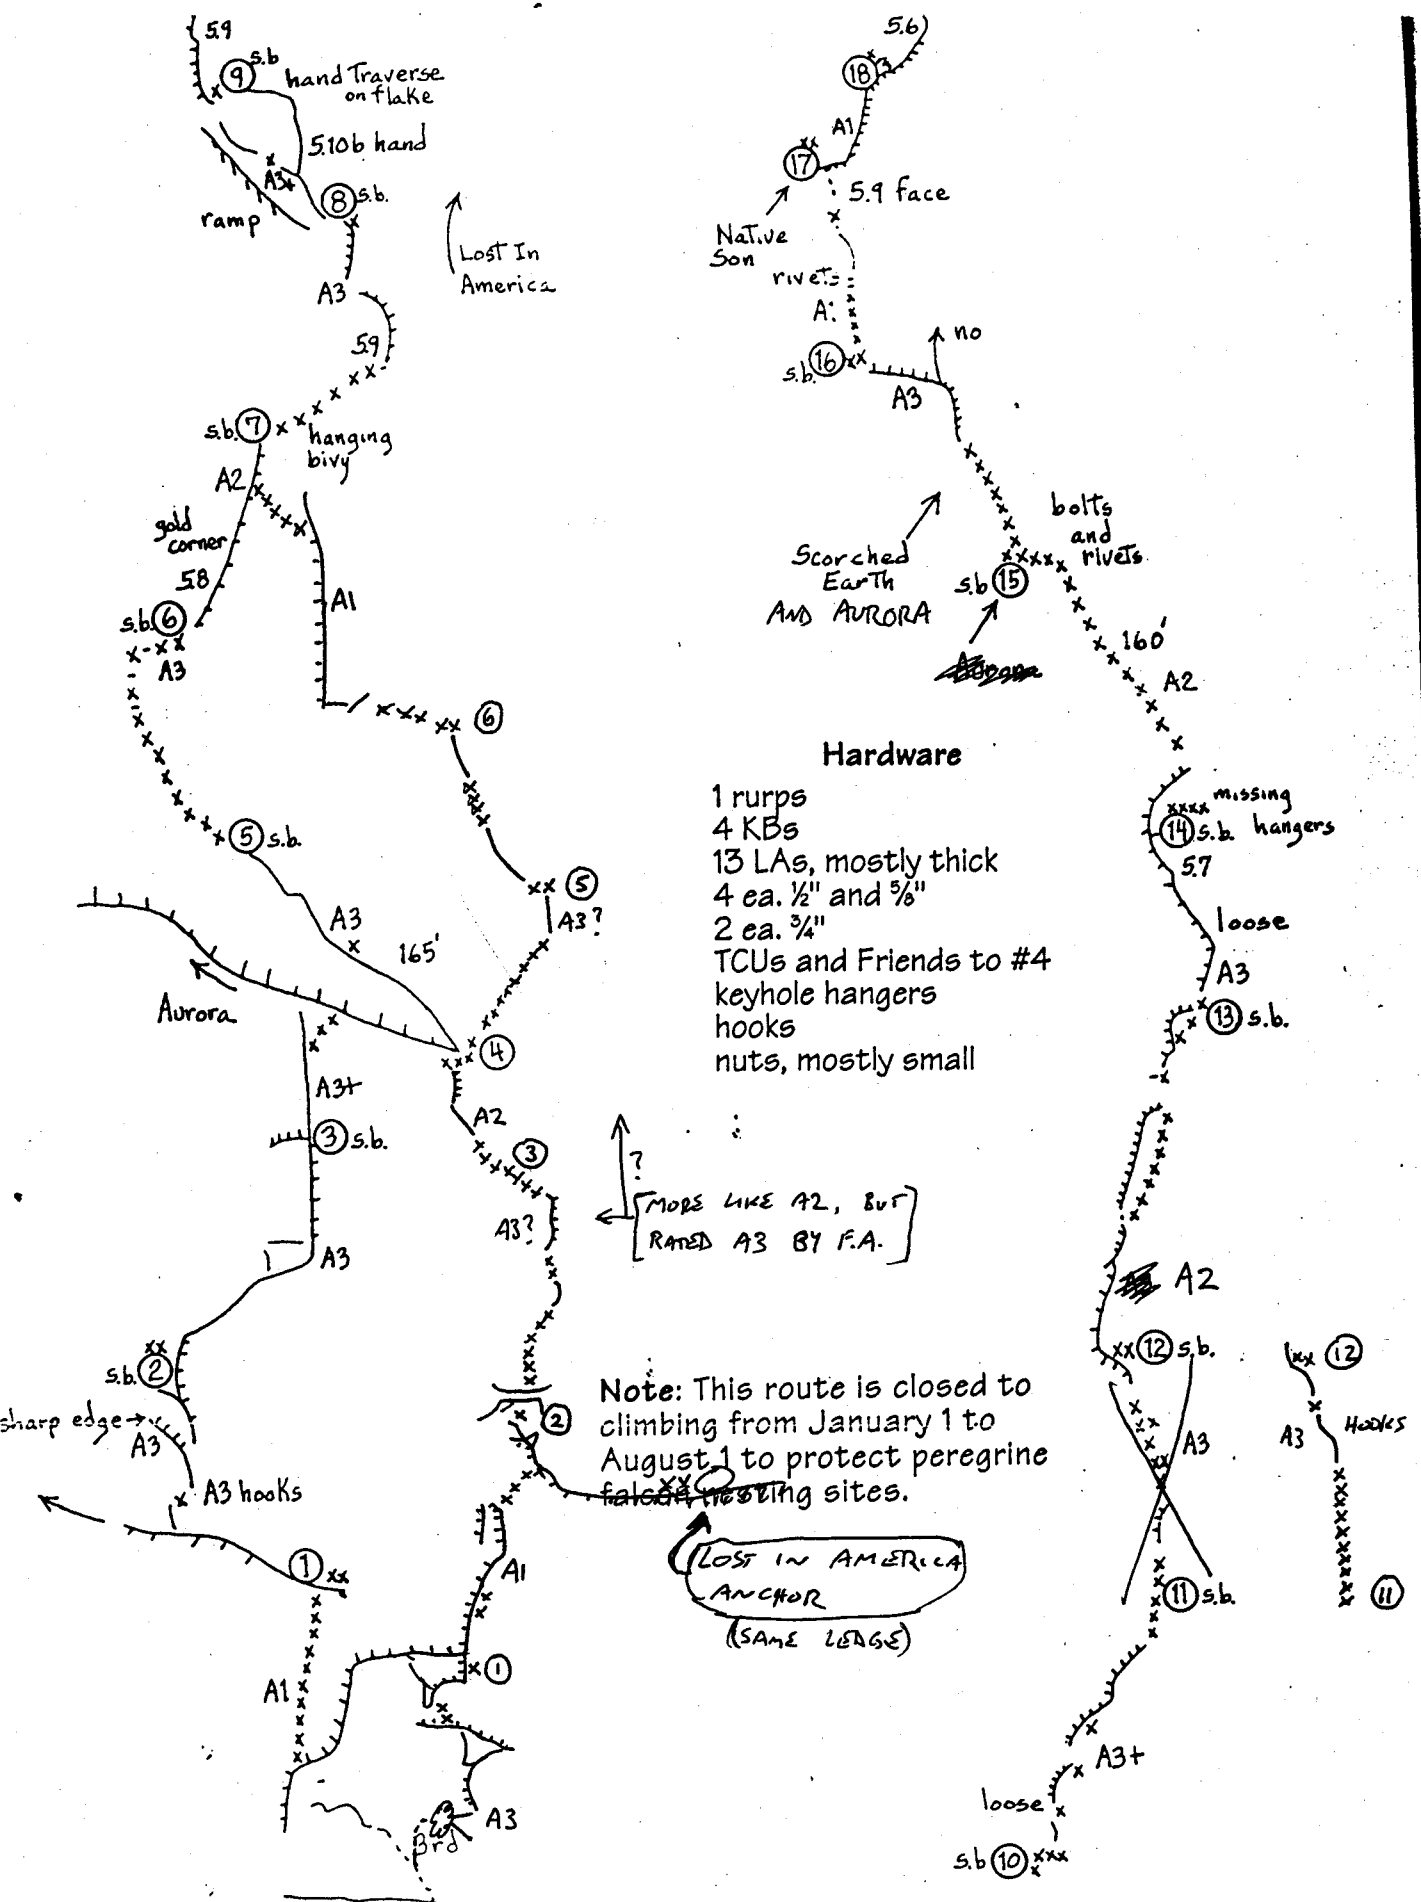 5.9
9 s.b
hand Traverse
on flake
5.10b hand
A3+
ramp
8 s.b.
Lost In
America
A3
5.9
s.b. 7
hanging
bivy
A2
gold
corner
5.8
A1
s.b. 6
A3
6
5 s.b.
5
A3?
A3
165'
Aurora
4
A3+
A2
3 s.b.
3
?
MORE LIKE A2, BUT
RATED A3 BY F.A.
A3?
A3
XX
s.b. 2
sharp edge
A3
2
A3 hooks
1 XX
A1
LOST IN AMERICA
ANCHOR
(SAME LEDGE)
1
A1
A3
3rd
5.6
18
A1
17
5.9 face
Native
Son
rivets
s.b. 16
no
A3
bolts
and
rivets
Scorched
Earth
AND AURORA
s.b 15
160'
A2
Hardware
1 rurps
4 KBs
13 LAs, mostly thick
4 ea. ½" and ⅝"
2 ea. ¾"
TCUs and Friends to #4
keyhole hangers
hooks
nuts, mostly small
missing
14 s.b. hangers
5.7
loose
A3
13 s.b.
A2
12 s.b.
12
Note: This route is closed to
climbing from January 1 to
August 1 to protect peregrine
falcon nesting sites.
A3
A3 HOOKS
11 s.b.
11
A3+
loose
s.b 10